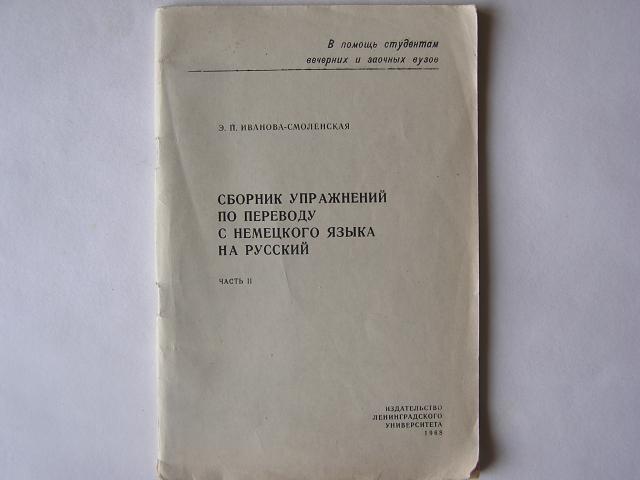 В помощь студентам
вечерних и заочных вузов
Э. П. ИВАНОВА-СМОЛЕНСКАЯ
СБОРНИК УПРАЖНЕНИЙ
ПО ПЕРЕВОДУ
С НЕМЕЦКОГО ЯЗЫКА
НА РУССКИЙ
ЧАСТЬ II
ИЗДАТЕЛЬСТВО
ЛЕНИНГРАДСКОГО
УНИВЕРСИТЕТА
1968